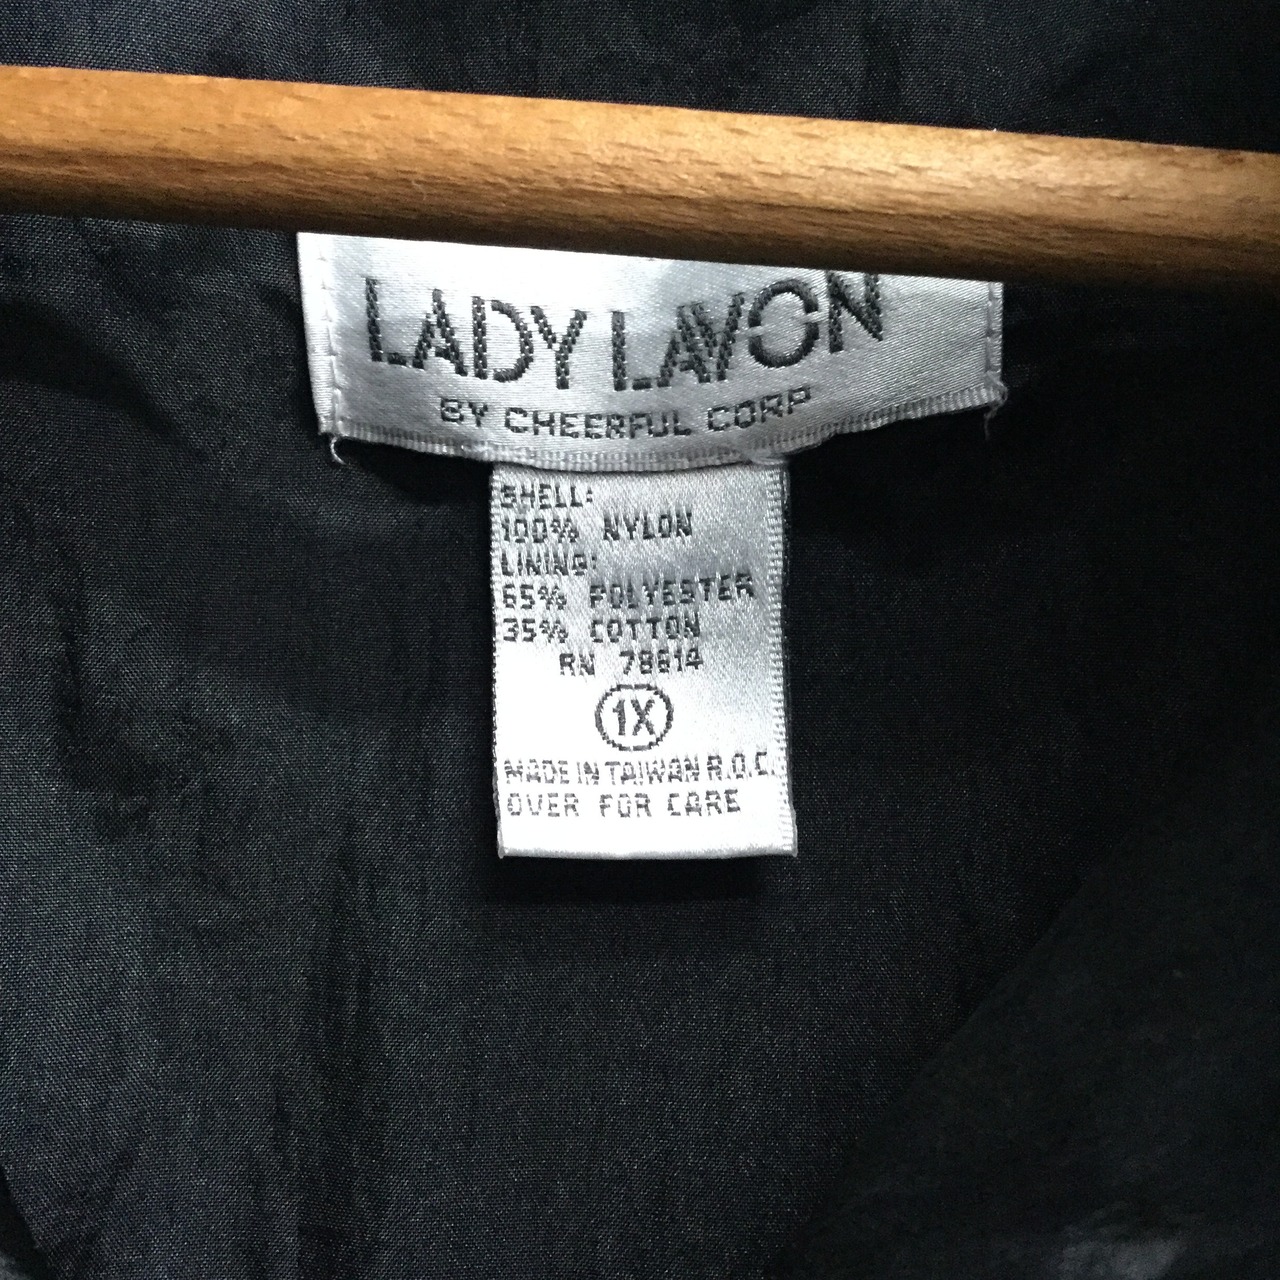 LADY LAVON
BY CHEERFUL CORP
SHELL:
100% NYLON
LINING:
65% POLYESTER
35% COTTON
RN 78614
1X
MADE IN TAIWAN R.O.C.
OVER FOR CARE